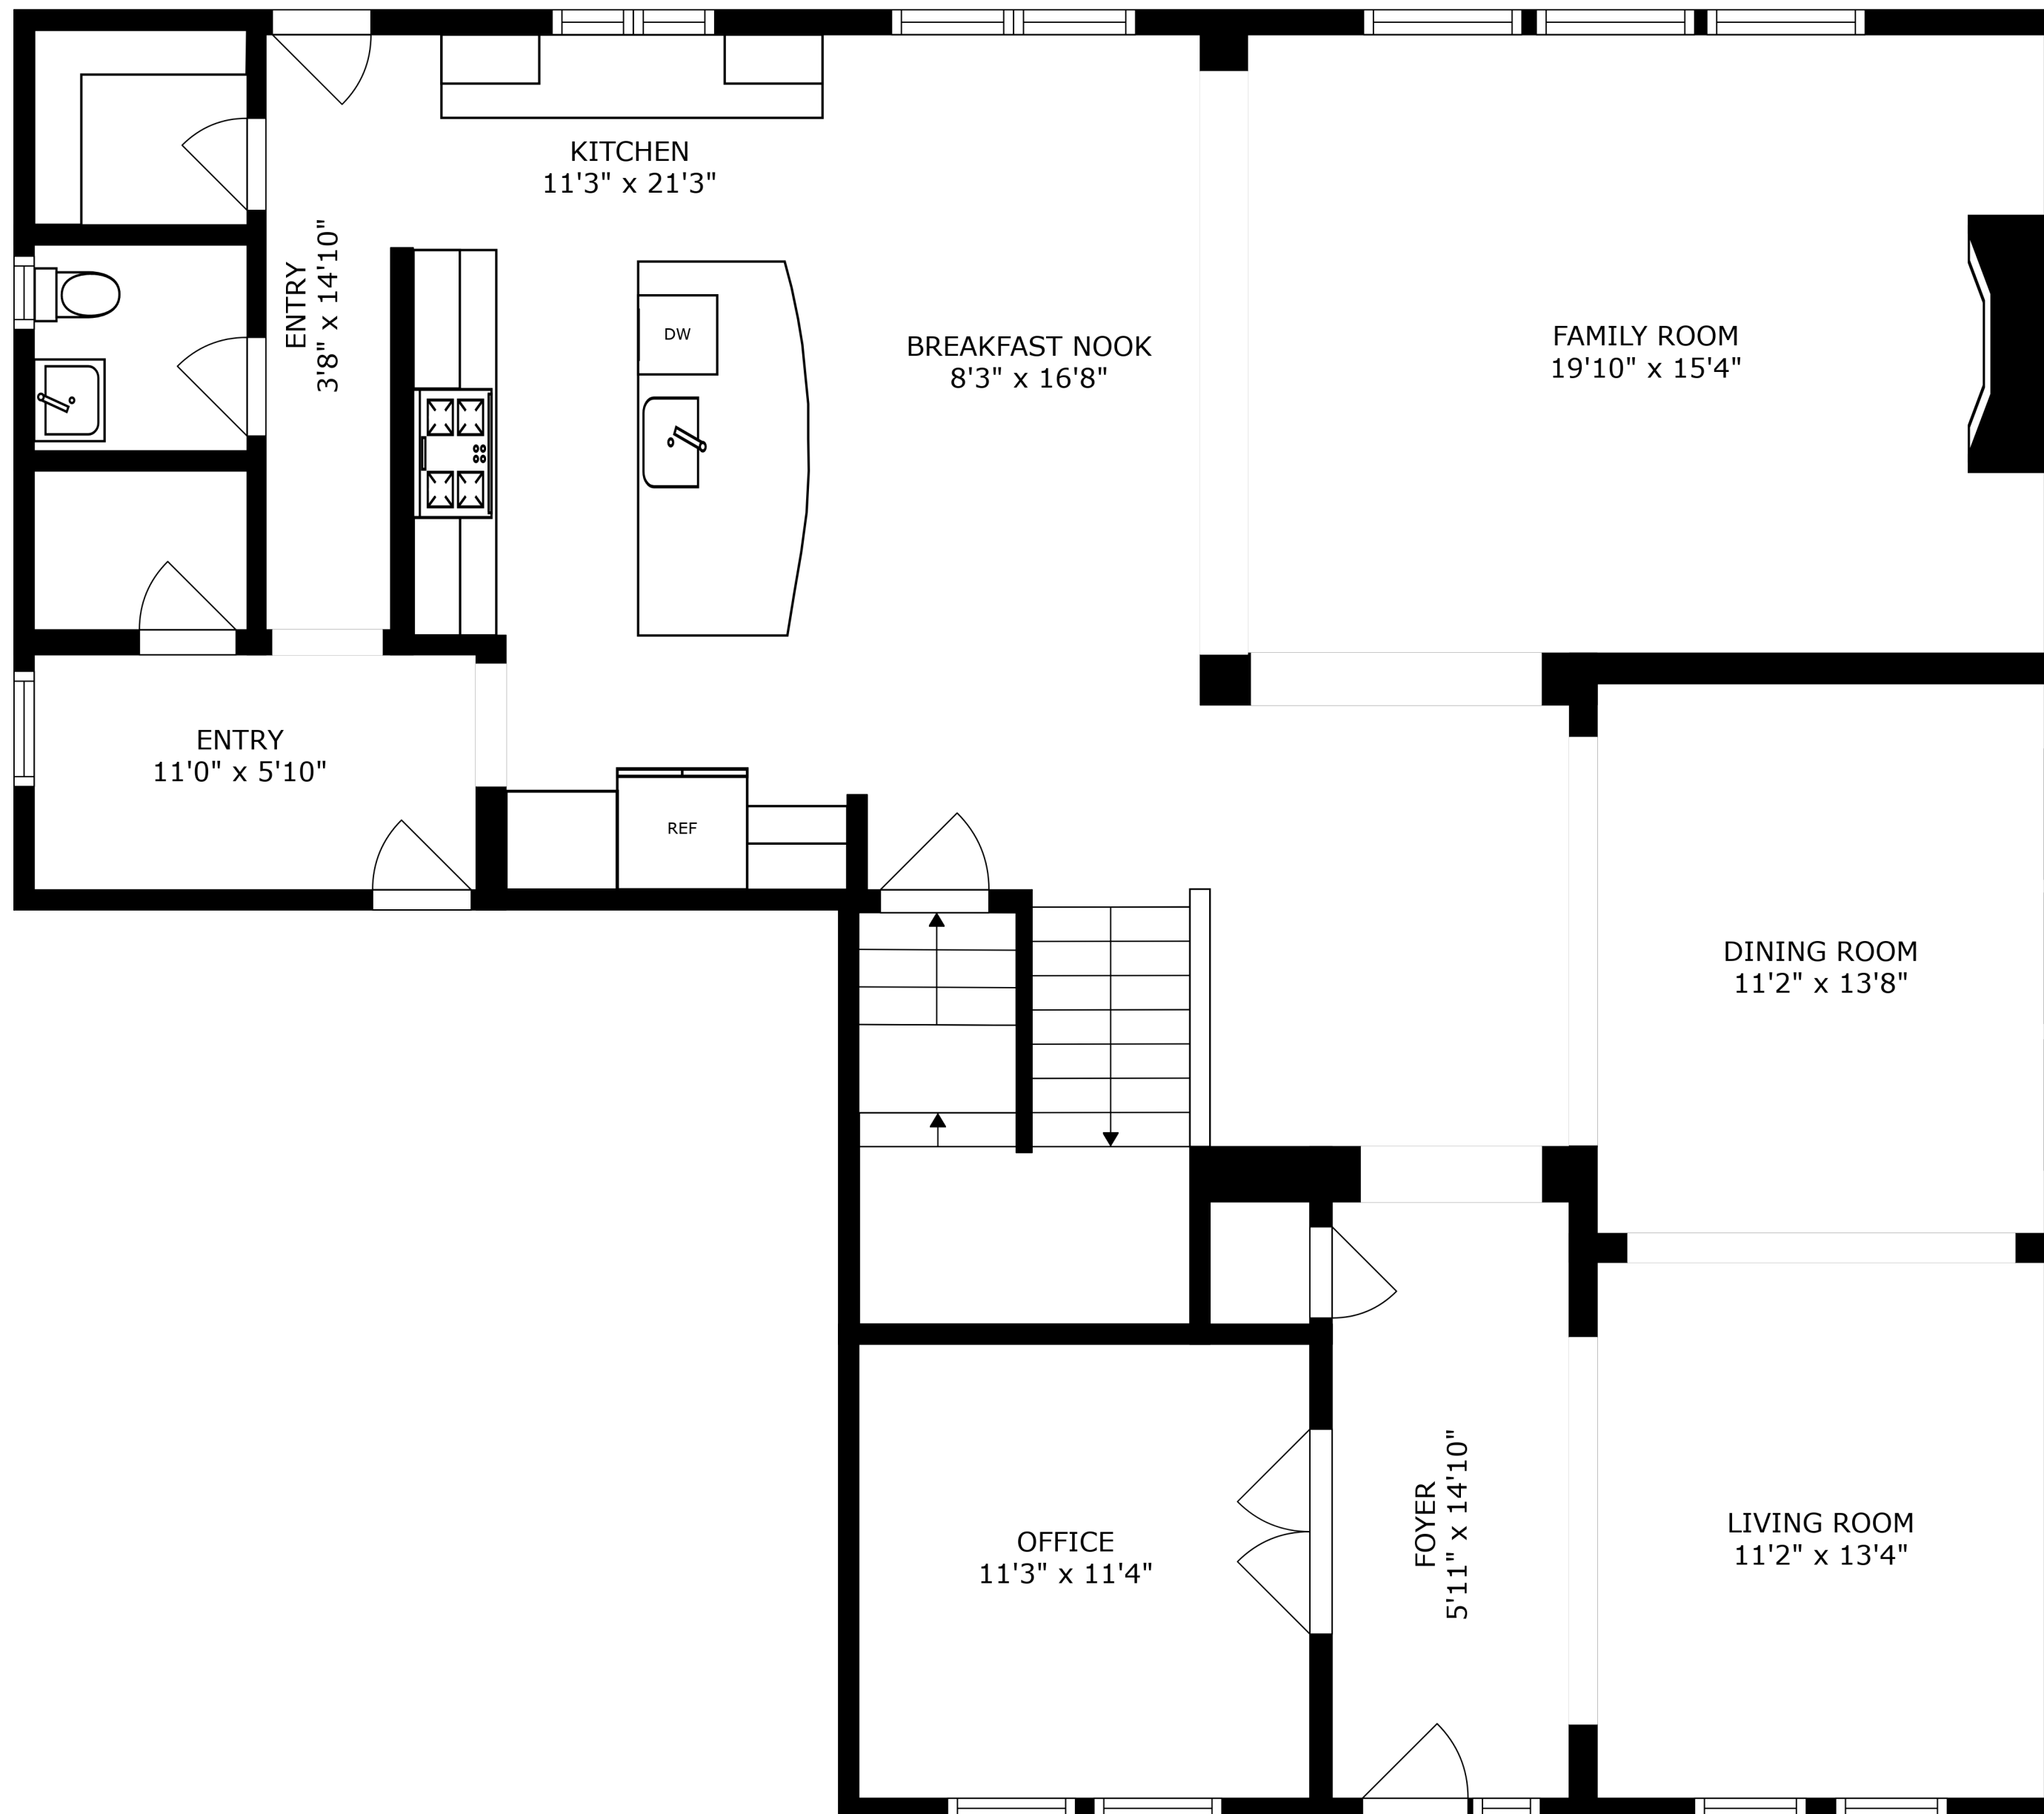 KITCHEN
11'3" x 21'3"
ENTRY
3'8" x 14'10"
DW
BREAKFAST NOOK
8'3" x 16'8"
FAMILY ROOM
19'10" x 15'4"
ENTRY
11'0" x 5'10"
REF
DINING ROOM
11'2" x 13'8"
OFFICE
11'3" x 11'4"
FOYER
5'11" x 14'10"
LIVING ROOM
11'2" x 13'4"